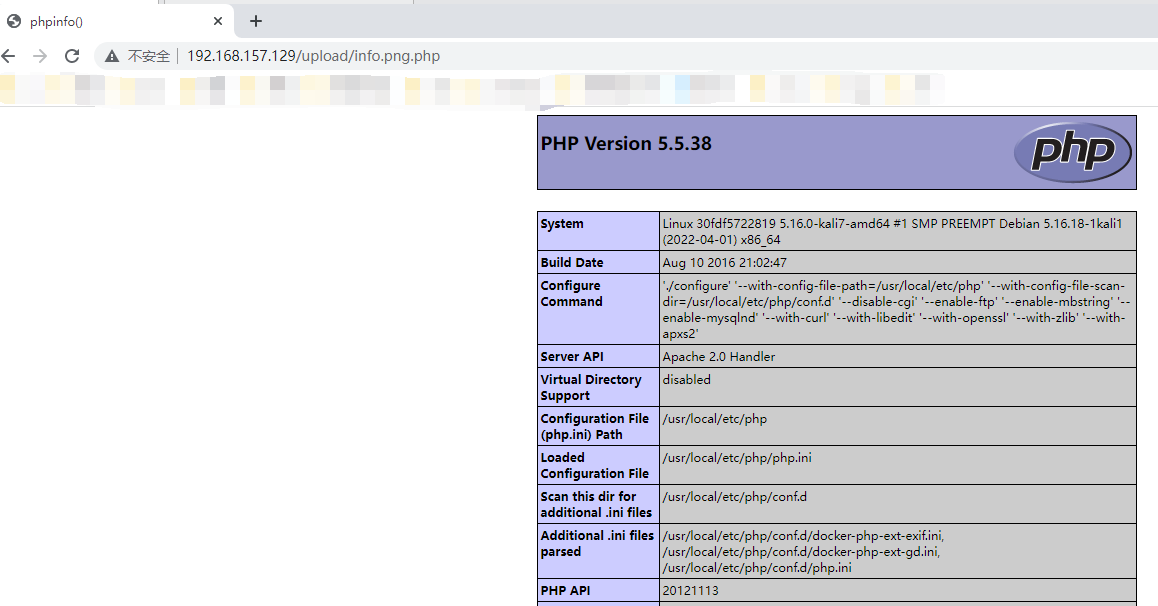 phpinfo()
不安全 192.168.157.129/upload/info.png.php
PHP Version 5.5.38
php
System
Linux 30fdf5722819 5.16.0-kali7-amd64 #1 SMP PREEMPT Debian 5.16.18-1kali1
(2022-04-01) x86_64
Build Date
Aug 10 2016 21:02:47
Configure
Command
'./configure' '--with-config-file-path=/usr/local/etc/php' '--with-config-file-scan-
dir=/usr/local/etc/php/conf.d' '--disable-cgi' '--enable-ftp' '--enable-mbstring' '--
enable-mysqlnd' '--with-curl' '--with-libedit' '--with-openssl' '--with-zlib' '--with-
apxs2'
Server API
Apache 2.0 Handler
Virtual Directory
Support
disabled
Configuration File
(php.ini) Path
/usr/local/etc/php
Loaded
Configuration File
/usr/local/etc/php/php.ini
Scan this dir for
additional .ini files
/usr/local/etc/php/conf.d
Additional .ini files
parsed
/usr/local/etc/php/conf.d/docker-php-ext-exif.ini,
/usr/local/etc/php/conf.d/docker-php-ext-gd.ini,
/usr/local/etc/php/conf.d/php.ini
PHP API
20121113